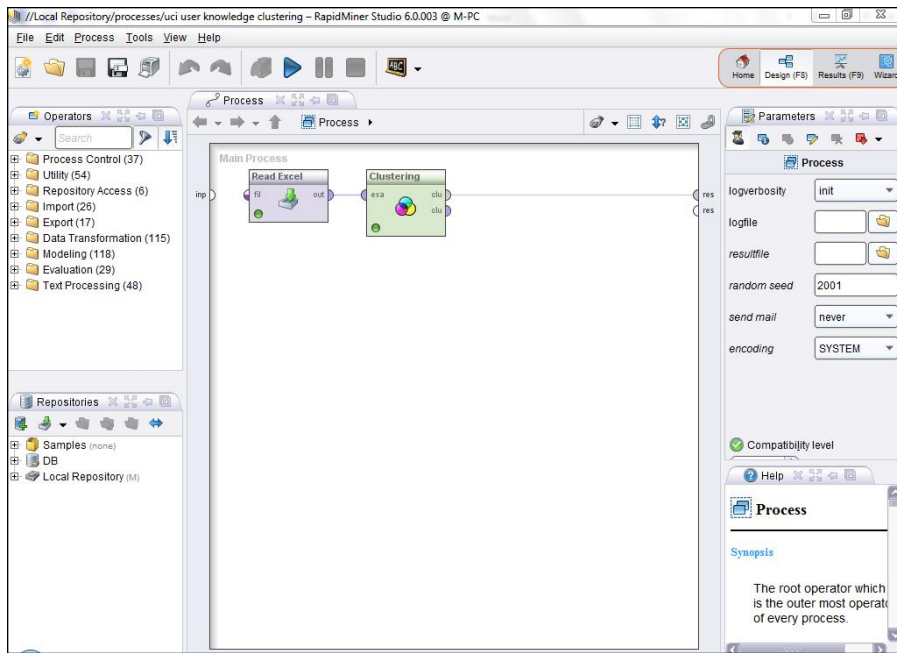 //Local Repository/processes/uci user knowledge clustering – RapidMiner Studio 6.0.003 @ M-PC
File Edit Process Tools View Help
ABC
Home Design (F8) Results (F9) Wizard
Operators
Search
Process Control (37)
Utility (54)
Repository Access (6)
Import (26)
Export (17)
Data Transformation (115)
Modeling (118)
Evaluation (29)
Text Processing (48)
Repositories
Samples (none)
DB
Local Repository (M)
Process
Process
Main Process
inp
Read Excel
fil out
Clustering
exa clu
clu
res
res
Parameters
Process
logverbosity init
logfile
resultfile
random seed 2001
send mail never
encoding SYSTEM
Compatibility level
Help
Process
Synopsis
The root operator which
is the outer most operato
of every process.